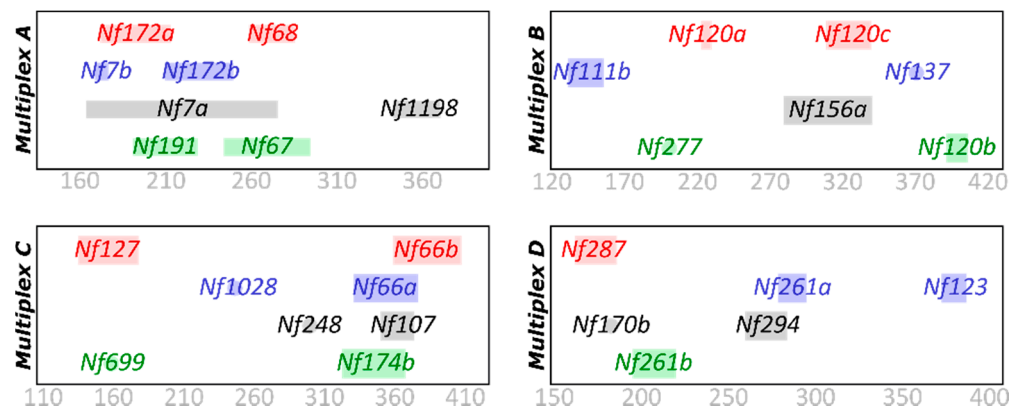 Multiplex A
Nf172a Nf68
Nf7b Nf172b
Nf7a Nf1198
Nf191 Nf67
160 210 260 310 360
Multiplex B
Nf120a Nf120c
Nf111b Nf137
Nf156a
Nf277 Nf120b
120 170 220 270 320 370 420
Multiplex C
Nf127 Nf66b
Nf1028 Nf66a
Nf248 Nf107
Nf699 Nf174b
110 160 210 260 310 360 410
Multiplex D
Nf287
Nf261a Nf123
Nf170b Nf294
Nf261b
150 200 250 300 350 400